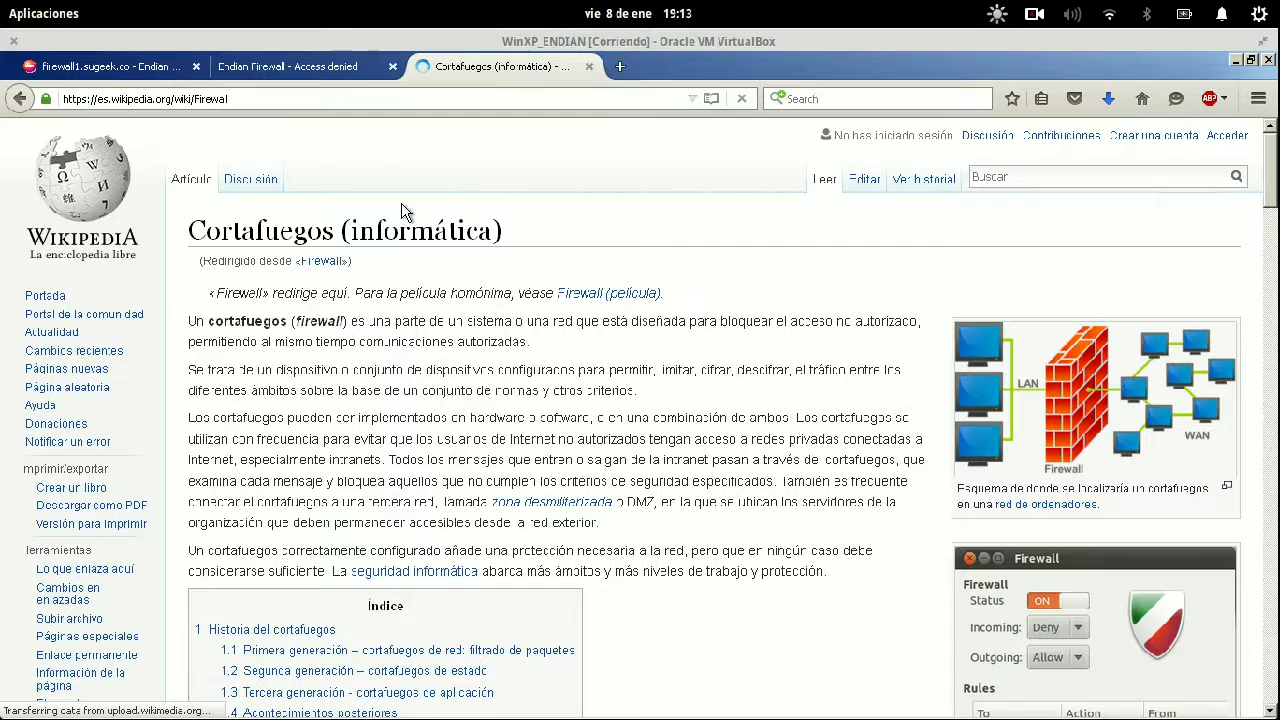 Aplicaciones
vie 8 de ene 19:13
WinXP_ENDIAN [Corriendo] - Oracle VM VirtualBox
firewall1.sugeek.co - Endian ...
Endian Firewall - Access denied
Cortafuegos (informática) - ...
https://es.wikipedia.org/wiki/Firewall
Search
ABP
No has iniciado sesión Discusión Contribuciones Crear una cuenta Acceder
Artículo Discusión
Leer Editar Ver historial
Buscar
WIKIPEDIA
La enciclopedia libre
Portada
Portal de la comunidad
Actualidad
Cambios recientes
Páginas nuevas
Página aleatoria
Ayuda
Donaciones
Notificar un error
Imprimir/exportar
Crear un libro
Descargar como PDF
Versión para imprimir
Herramientas
Lo que enlaza aquí
Cambios en
enlazadas
Subir archivo
Páginas especiales
Enlace permanente
Información de la
página
Cortafuegos (informática)
(Redirigido desde «Firewall»)
«Firewall» redirige aquí. Para la película homónima, véase Firewall (película).
Un cortafuegos (firewall) es una parte de un sistema o una red que está diseñada para bloquear el acceso no autorizado,
permitiendo al mismo tiempo comunicaciones autorizadas.
Se trata de un dispositivo o conjunto de dispositivos configurados para permitir, limitar, cifrar, descifrar, el tráfico entre los
diferentes ámbitos sobre la base de un conjunto de normas y otros criterios.
Los cortafuegos pueden ser implementados en hardware o software, o en una combinación de ambos. Los cortafuegos se
utilizan con frecuencia para evitar que los usuarios de Internet no autorizados tengan acceso a redes privadas conectadas a
Internet, especialmente intranets. Todos los mensajes que entren o salgan de la intranet pasan a través del cortafuegos, que
examina cada mensaje y bloquea aquellos que no cumplen los criterios de seguridad especificados. También es frecuente
conectar el cortafuegos a una tercera red, llamada zona desmilitarizada o DMZ, en la que se ubican los servidores de la
organización que deben permanecer accesibles desde la red exterior.
Un cortafuegos correctamente configurado añade una protección necesaria a la red, pero que en ningún caso debe
considerarse suficiente. La seguridad informática abarca más ámbitos y más niveles de trabajo y protección.
Índice
1 Historia del cortafuegos
1.1 Primera generación – cortafuegos de red: filtrado de paquetes
1.2 Segunda generación – cortafuegos de estado
1.3 Tercera generación - cortafuegos de aplicación
1.4 Acontecimientos posteriores
LAN
WAN
Firewall
Esquema de donde se localizaría un cortafuegos
en una red de ordenadores.
Firewall
Firewall
Status ON
Incoming: Deny
Outgoing: Allow
Rules
To Action From
Transferring data from upload.wikimedia.org...